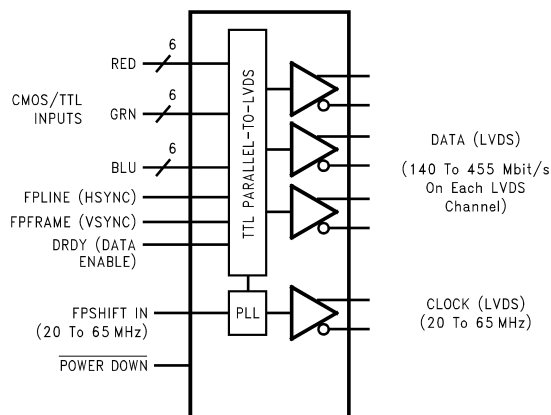 RED
6
CMOS/TTL
INPUTS
GRN
6
BLU
6
FPLINE (HSYNC)
FPFRAME (VSYNC)
DRDY (DATA
ENABLE)
FPSHIFT IN
(20 To 65 MHz)
POWER DOWN
TTL PARALLEL-TO-LVDS
PLL
DATA (LVDS)
(140 To 455 Mbit/s
On Each LVDS
Channel)
CLOCK (LVDS)
(20 To 65 MHz)